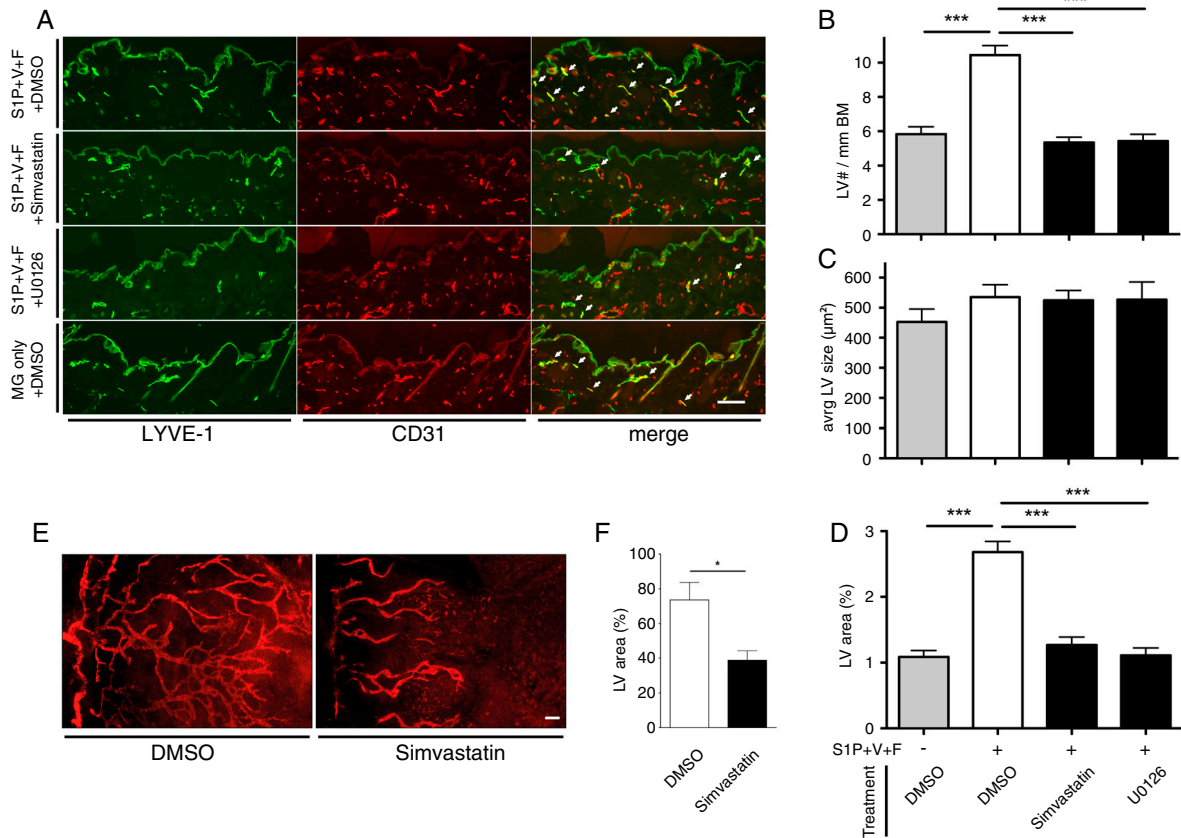 A
S1P+V+F
+DMSO
S1P+V+F
+Simvastatin
S1P+V+F
+U0126
MG only
+DMSO
LYVE-1
CD31
merge
B
***
***
LV# / mm BM
10
8
6
4
2
0
C
avrg LV size (µm²)
600
500
400
300
200
100
0
E
DMSO
Simvastatin
F
LV area (%)
100
80
60
40
20
0
*
DMSO
Simvastatin
D
***
***
***
LV area (%)
3
2
1
0
S1P+V+F - + + +
Treatment
DMSO
DMSO
Simvastatin
U0126